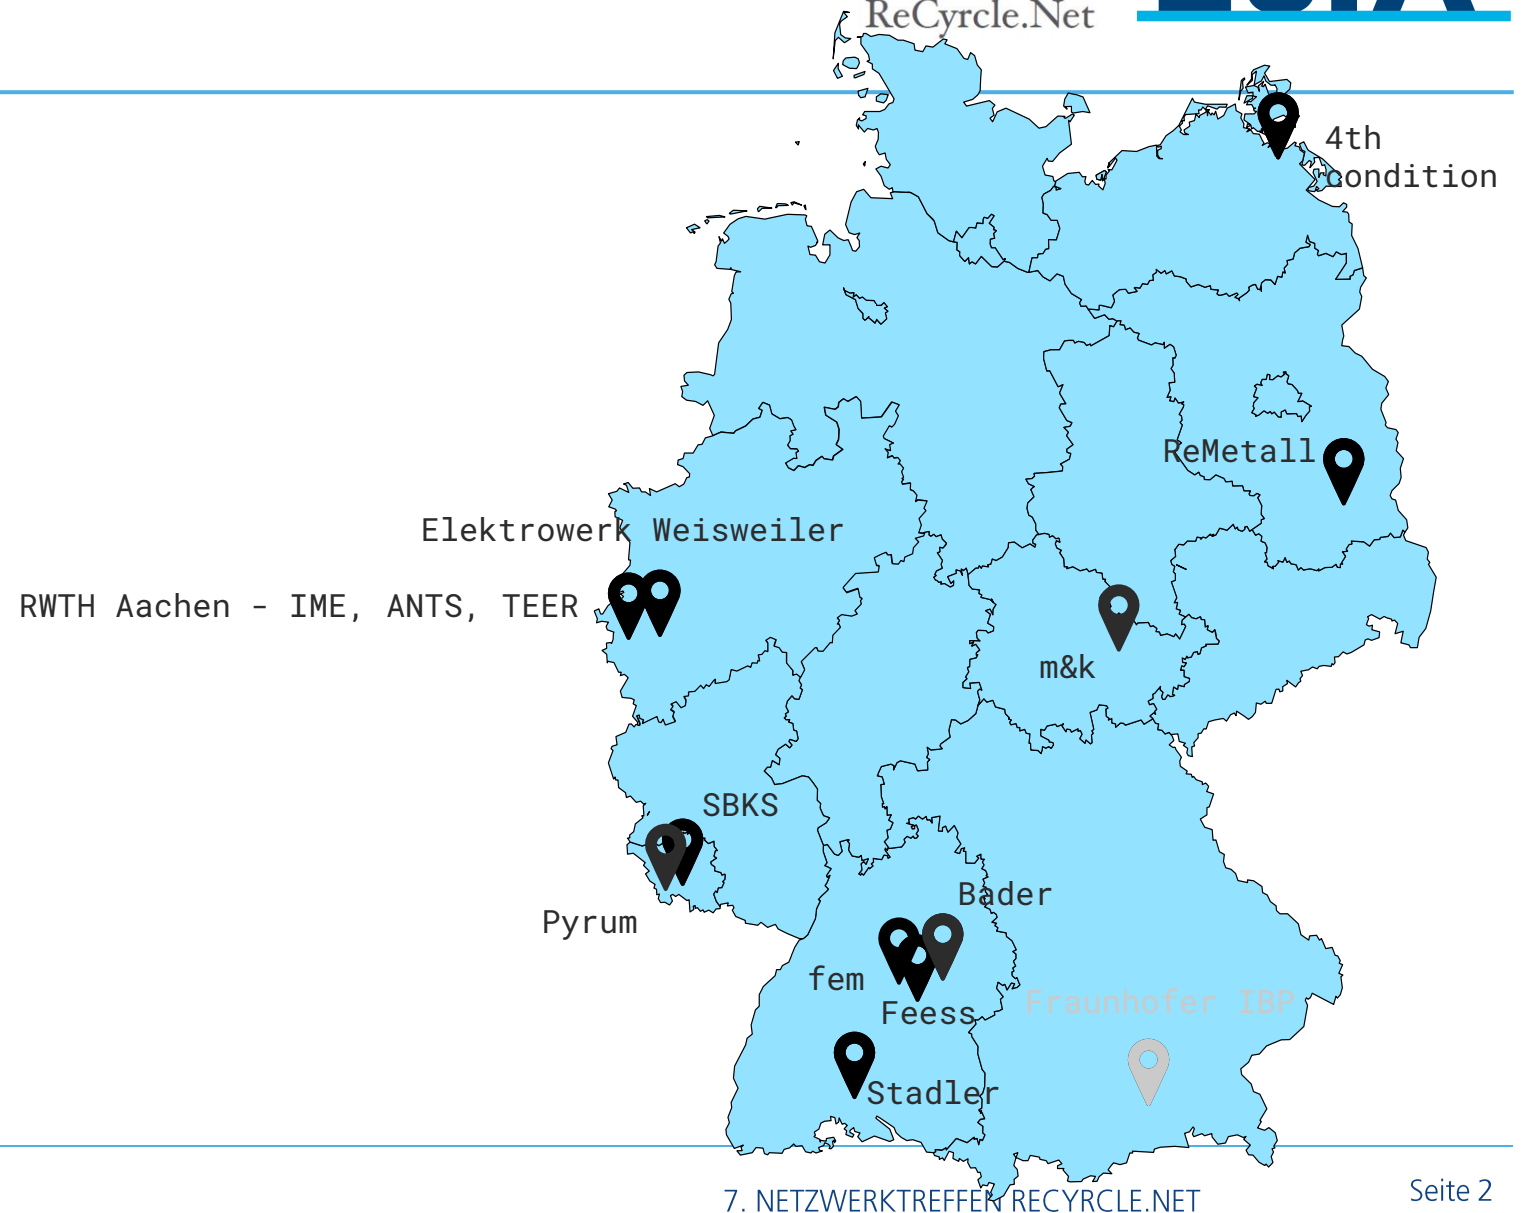 ReCyrcle.Net
4th
condition
ReMetall
Elektrowerk Weisweiler
RWTH Aachen - IME, ANTS, TEER
m&k
SBKS
Bader
Pyrum
fem
Fraunhofer IBP
Feess
Stadler
7. NETZWERKTREFFEN RECYRCLE.NET
Seite 2